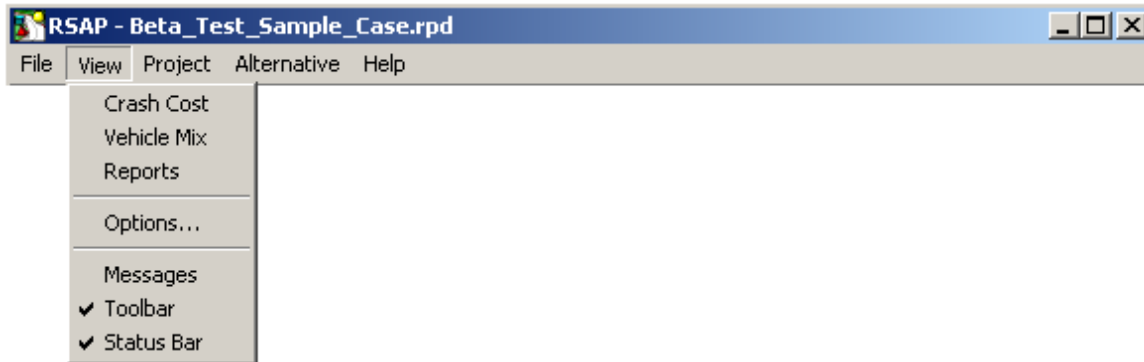 RSAP - Beta_Test_Sample_Case.rpd
File View Project Alternative Help
Crash Cost
Vehicle Mix
Reports
Options...
Messages
Toolbar
Status Bar